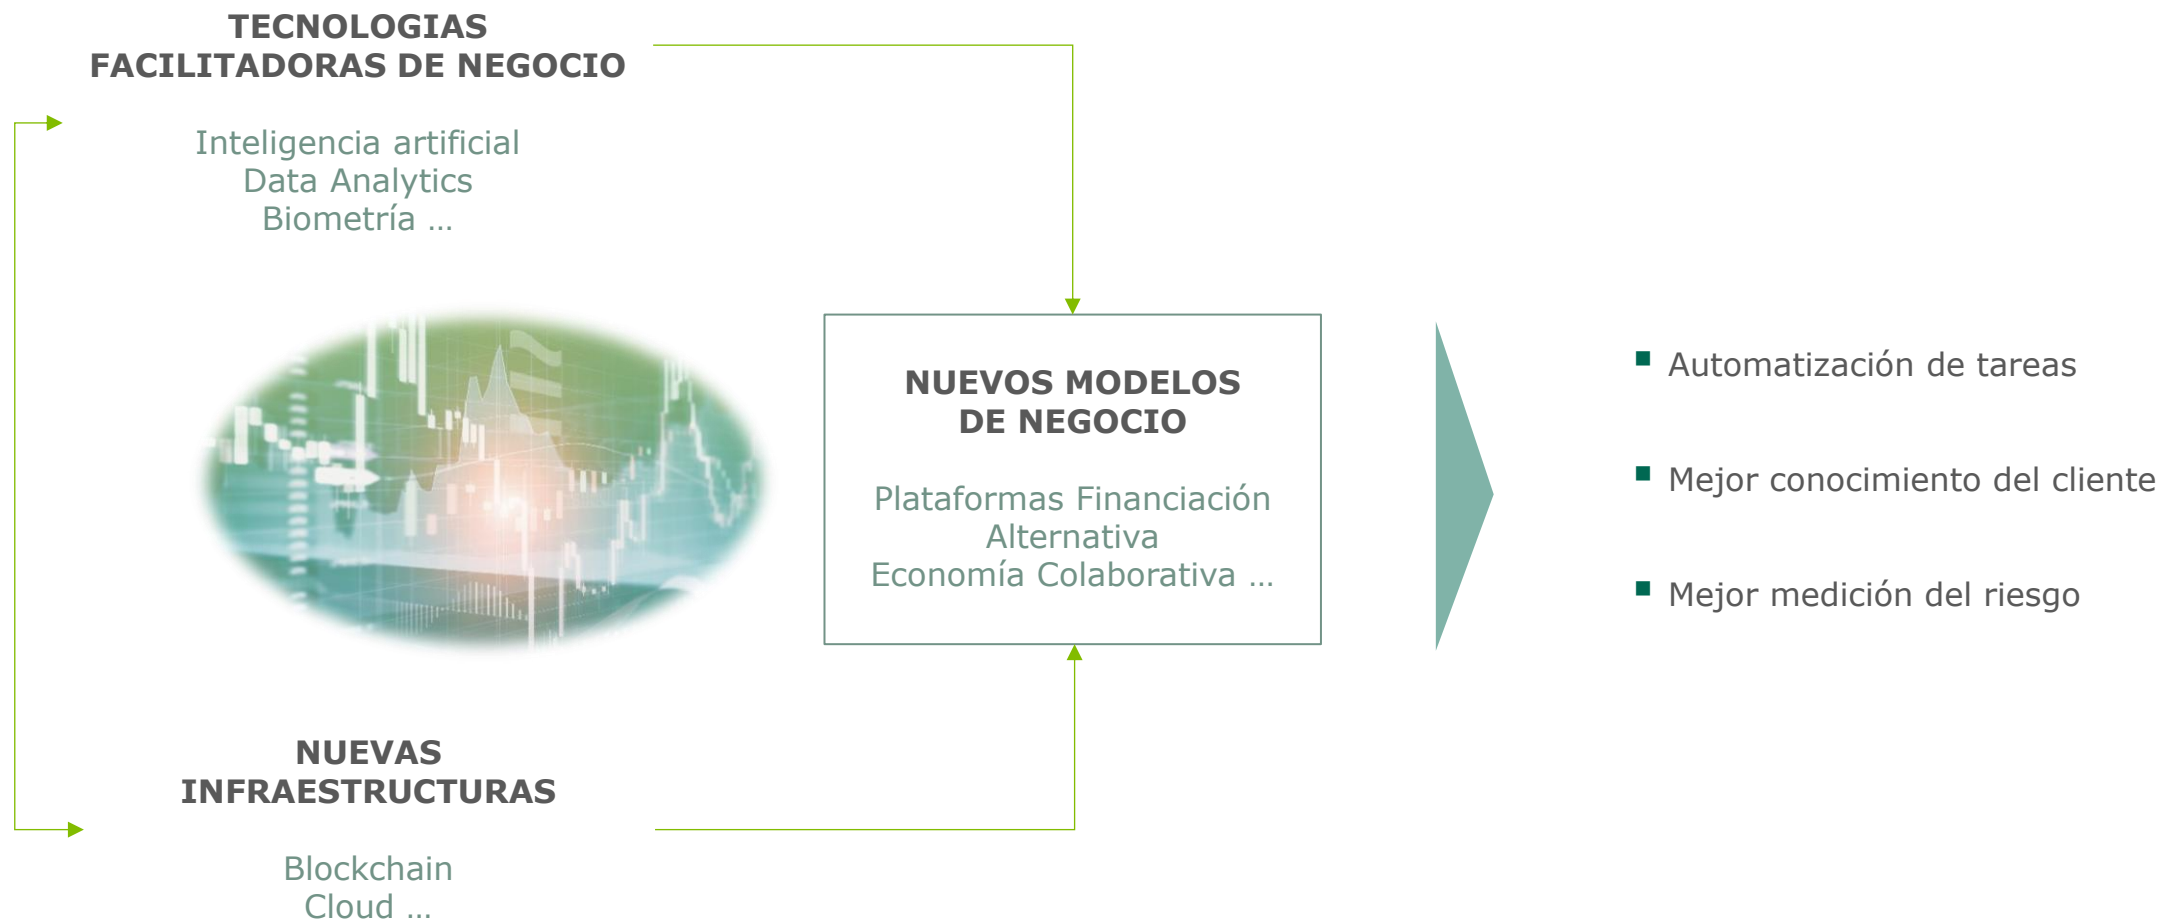 TECNOLOGIAS
FACILITADORAS DE NEGOCIO
Inteligencia artificial
Data Analytics
Biometría …
NUEVOS MODELOS
DE NEGOCIO
Plataformas Financiación
Alternativa
Economía Colaborativa …
Automatización de tareas
Mejor conocimiento del cliente
Mejor medición del riesgo
NUEVAS
INFRAESTRUCTURAS
Blockchain
Cloud …